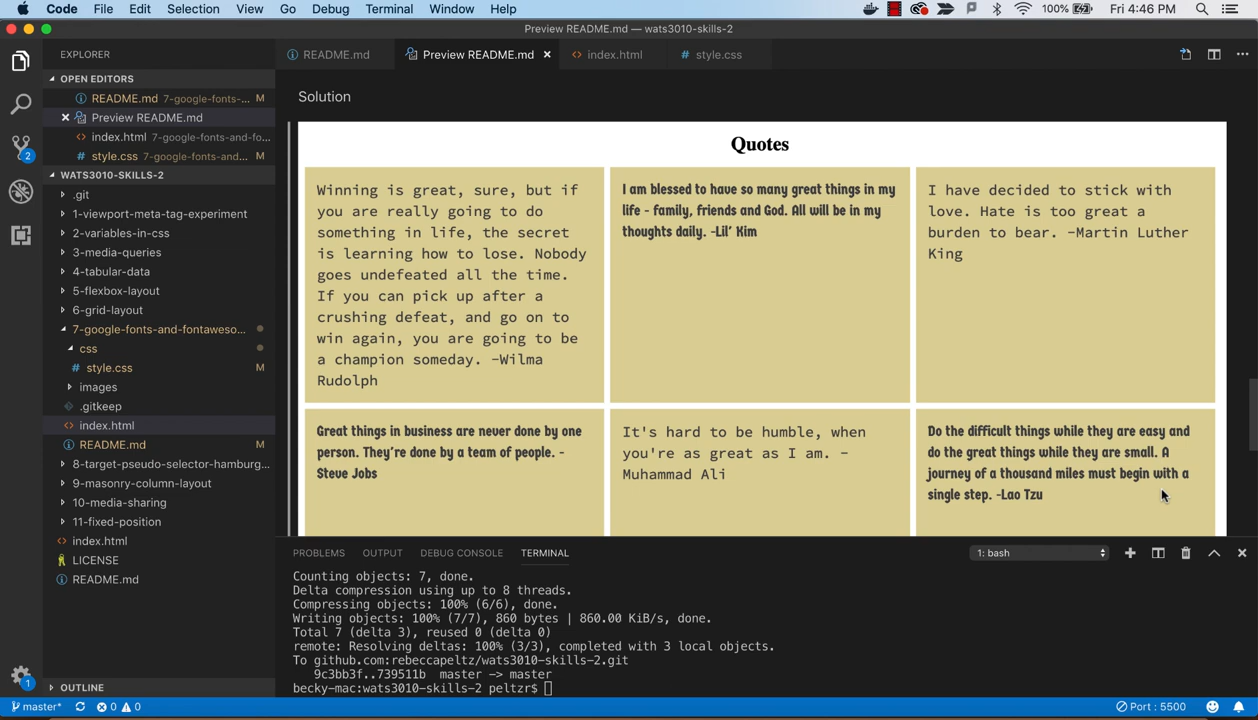 Code File Edit Selection View Go Debug Terminal Window Help 100% Fri 4:46 PM
Preview README.md — wats3010-skills-2
EXPLORER
README.md
Preview README.md
<> index.html
# style.css
OPEN EDITORS
README.md 7-google-fonts-... M
Preview README.md
<> index.html 7-google-fonts-and-fo...
# style.css 7-google-fonts-and... M
WATS3010-SKILLS-2
.git
1-viewport-meta-tag-experiment
2-variables-in-css
3-media-queries
4-tabular-data
5-flexbox-layout
6-grid-layout
7-google-fonts-and-fontaweso...
css
# style.css M
images
.gitkeep
<> index.html
README.md M
8-target-pseudo-selector-hamburg...
9-masonry-column-layout
10-media-sharing
11-fixed-position
<> index.html
LICENSE
README.md
OUTLINE
2
1
Solution
Quotes
Winning is great, sure, but if
you are really going to do
something in life, the secret
is learning how to lose. Nobody
goes undefeated all the time.
If you can pick up after a
crushing defeat, and go on to
win again, you are going to be
a champion someday. -Wilma
Rudolph
I am blessed to have so many great things in my
life - family, friends and God. All will be in my
thoughts daily. -Lil' Kim
I have decided to stick with
love. Hate is too great a
burden to bear. -Martin Luther
King
Great things in business are never done by one
person. They're done by a team of people. -
Steve Jobs
It's hard to be humble, when
you're as great as I am. -
Muhammad Ali
Do the difficult things while they are easy and
do the great things while they are small. A
journey of a thousand miles must begin with a
single step. -Lao Tzu
PROBLEMS OUTPUT DEBUG CONSOLE TERMINAL 1: bash
Counting objects: 7, done.
Delta compression using up to 8 threads.
Compressing objects: 100% (6/6), done.
Writing objects: 100% (7/7), 860 bytes | 860.00 KiB/s, done.
Total 7 (delta 3), reused 0 (delta 0)
remote: Resolving deltas: 100% (3/3), completed with 3 local objects.
To github.com:rebeccapeltz/wats3010-skills-2.git
9c3bb3f..739511b master -> master
becky-mac:wats3010-skills-2 peltzr$
master* 0 0 Port : 5500